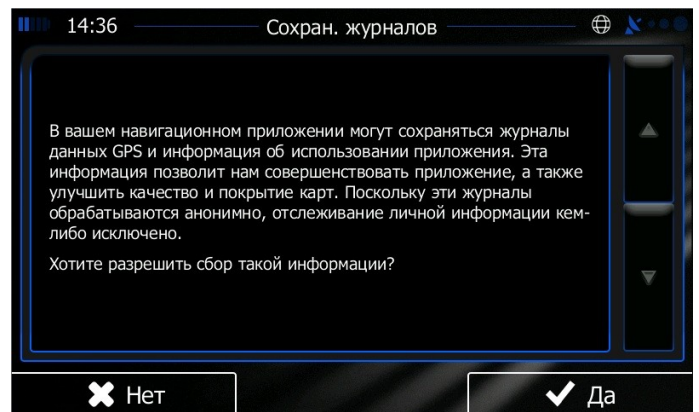 14:36
Сохран. журналов
В вашем навигационном приложении могут сохраняться журналы
данных GPS и информация об использовании приложения. Эта
информация позволит нам совершенствовать приложение, а также
улучшить качество и покрытие карт. Поскольку эти журналы
обрабатываются анонимно, отслеживание личной информации кем-
либо исключено.
Хотите разрешить сбор такой информации?
Нет
Да